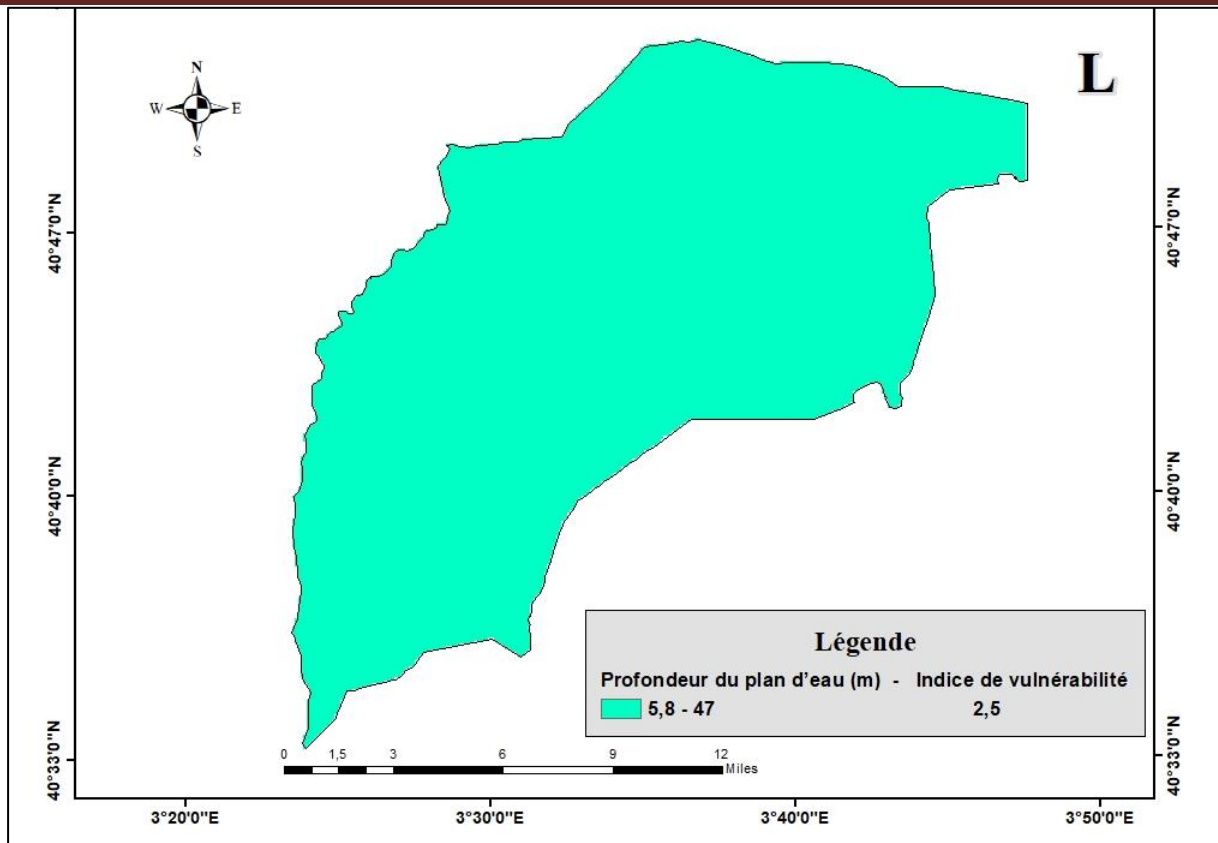 L
N
W E
S
40°47'0"N
40°47'0"N
40°40'0"N
40°40'0"N
40°33'0"N
40°33'0"N
Légende
Profondeur du plan d'eau (m) - Indice de vulnérabilité
5,8 - 47 2,5
0 1,5 3 6 9 12
Miles
3°20'0"E 3°30'0"E 3°40'0"E 3°50'0"E